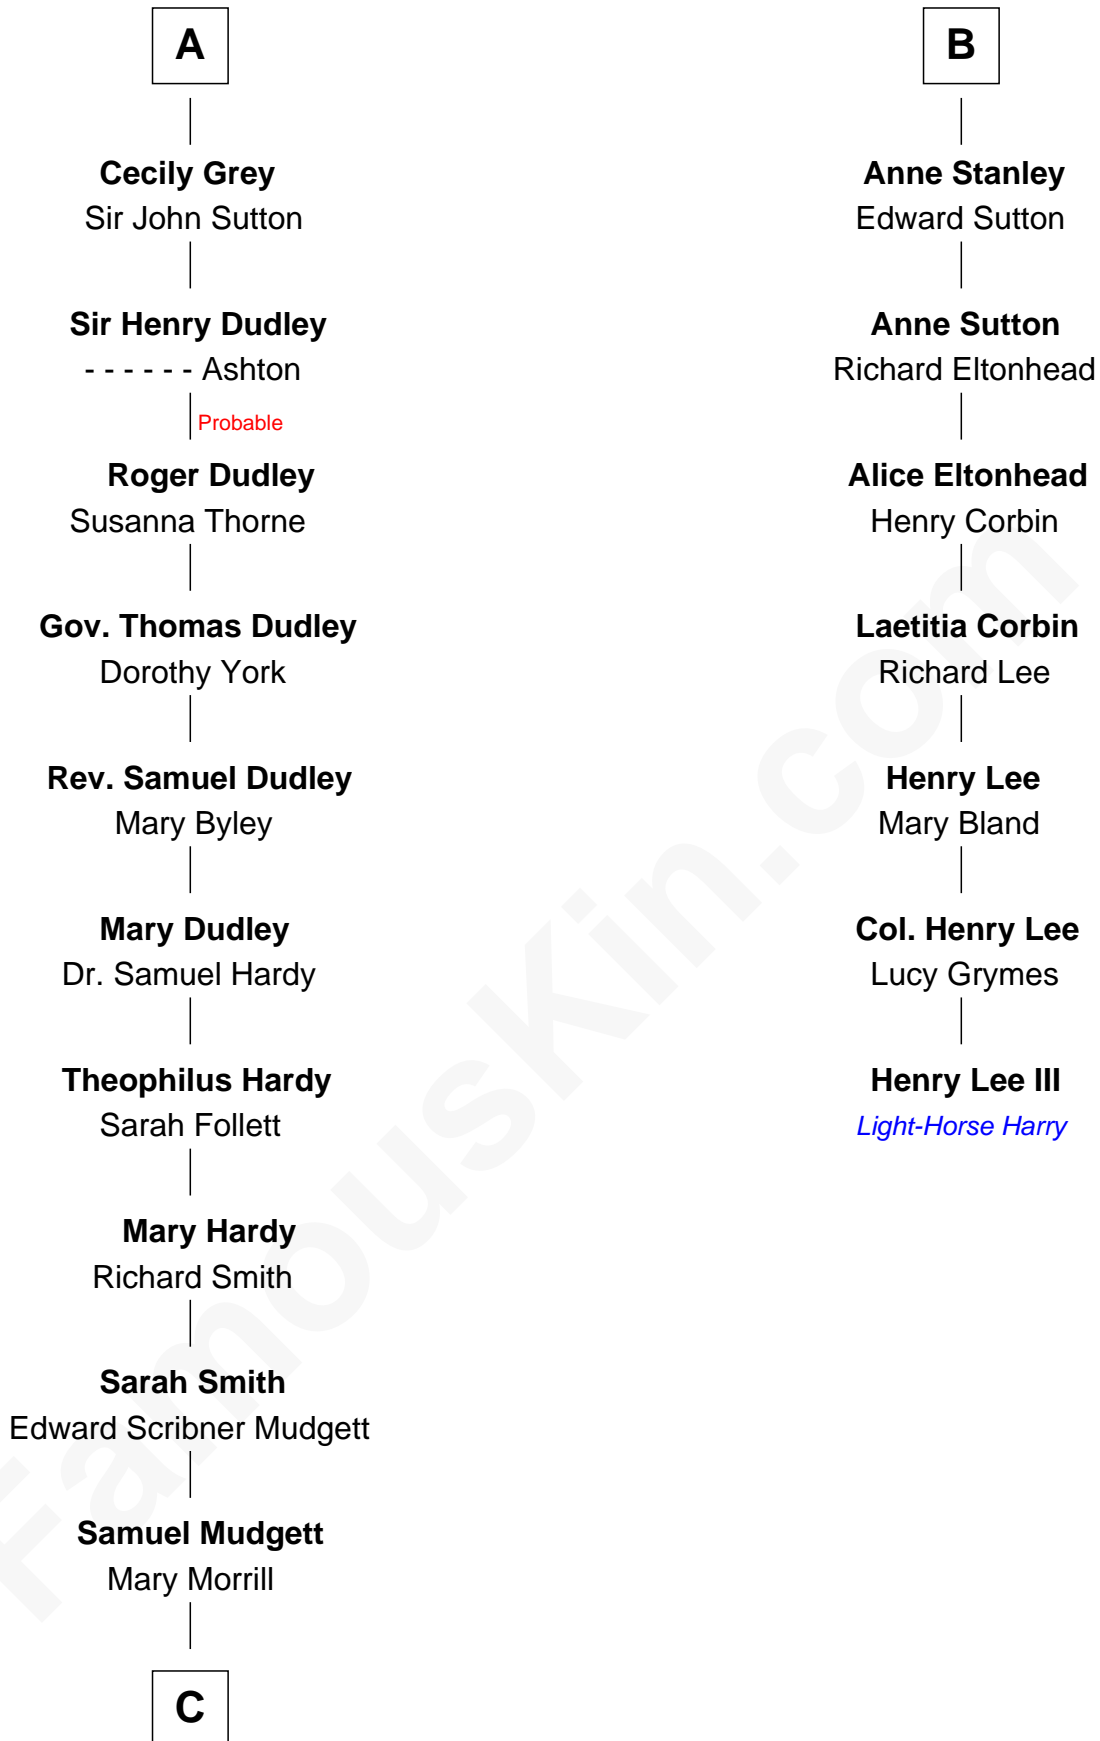 A
Cecily Grey
Sir John Sutton
Sir Henry Dudley
- - - - - - Ashton
Probable
Roger Dudley
Susanna Thorne
Gov. Thomas Dudley
Dorothy York
Rev. Samuel Dudley
Mary Byley
Mary Dudley
Dr. Samuel Hardy
Theophilus Hardy
Sarah Follett
Mary Hardy
Richard Smith
Sarah Smith
Edward Scribner Mudgett
Samuel Mudgett
Mary Morrill
C
B
Anne Stanley
Edward Sutton
Anne Sutton
Richard Eltonhead
Alice Eltonhead
Henry Corbin
Laetitia Corbin
Richard Lee
Henry Lee
Mary Bland
Col. Henry Lee
Lucy Grymes
Henry Lee III
Light-Horse Harry
FamousKin.com